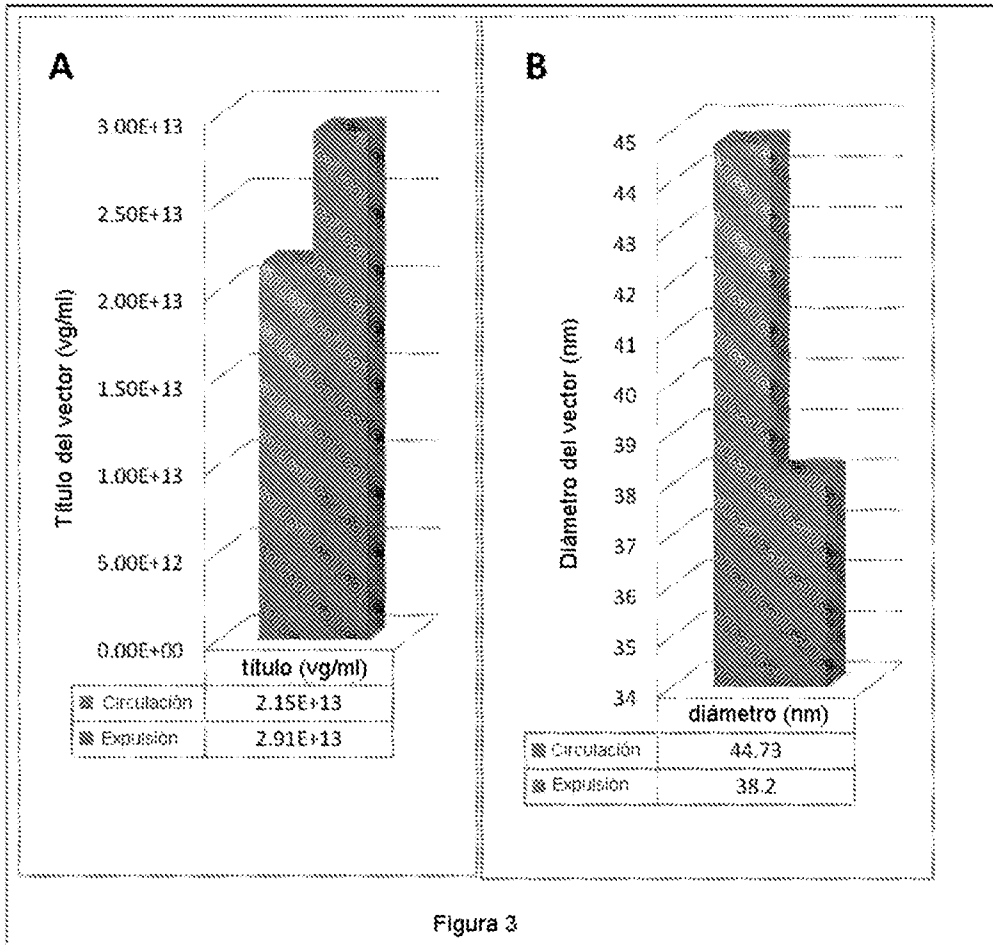 A
3.00E+13
2.50E+13
2.00E+13
1.50E+13
1.00E+13
5.00E+12
0.00E+00
Título del vector (vg/ml)
título (vg/ml)
Circulación 2.15E+13
Expulsión 2.91E+13
B
45
44
43
42
41
40
39
38
37
36
35
34
Diámetro del vector (nm)
diámetro (nm)
Circulación 44.73
Expulsión 38.2
Figura 3